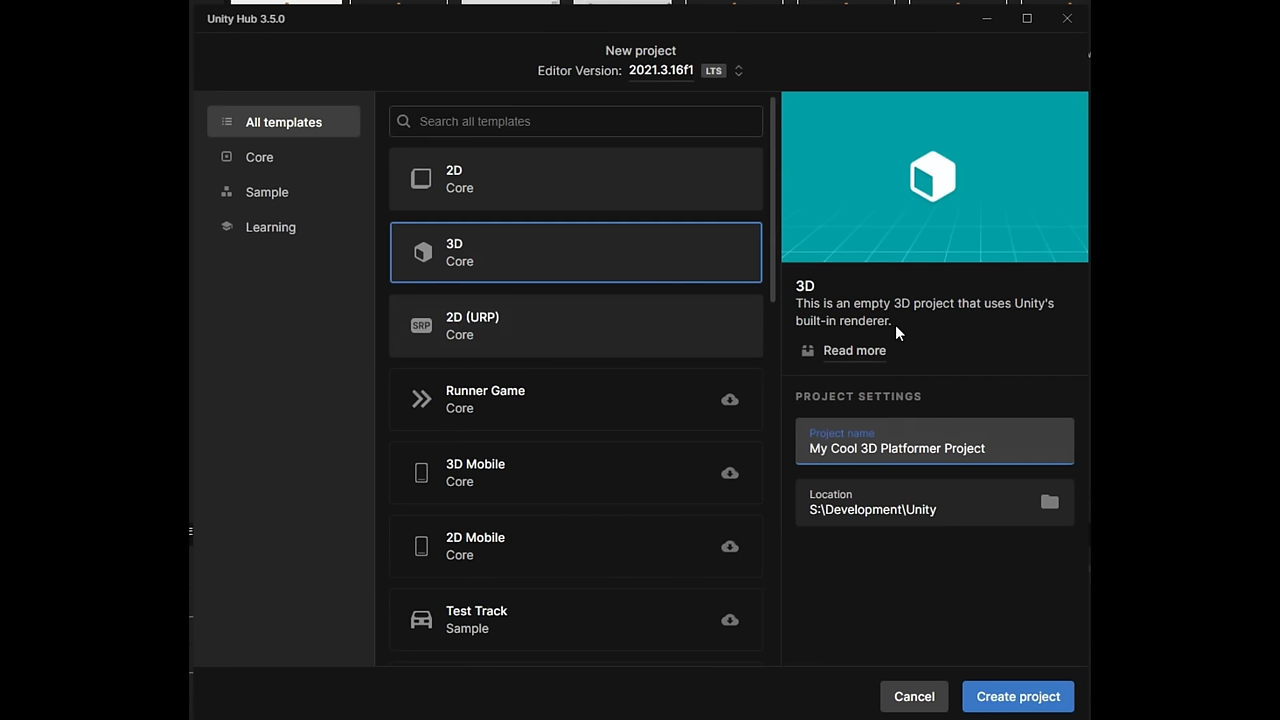 Unity Hub 3.5.0
New project
Editor Version: 2021.3.16f1 LTS
All templates
Core
Sample
Learning
Search all templates
2D
Core
3D
Core
SRP
2D (URP)
Core
Runner Game
Core
3D Mobile
Core
2D Mobile
Core
Test Track
Sample
3D
This is an empty 3D project that uses Unity's
built-in renderer.
Read more
PROJECT SETTINGS
Project name
My Cool 3D Platformer Project
Location
S:\Development\Unity
Cancel
Create project